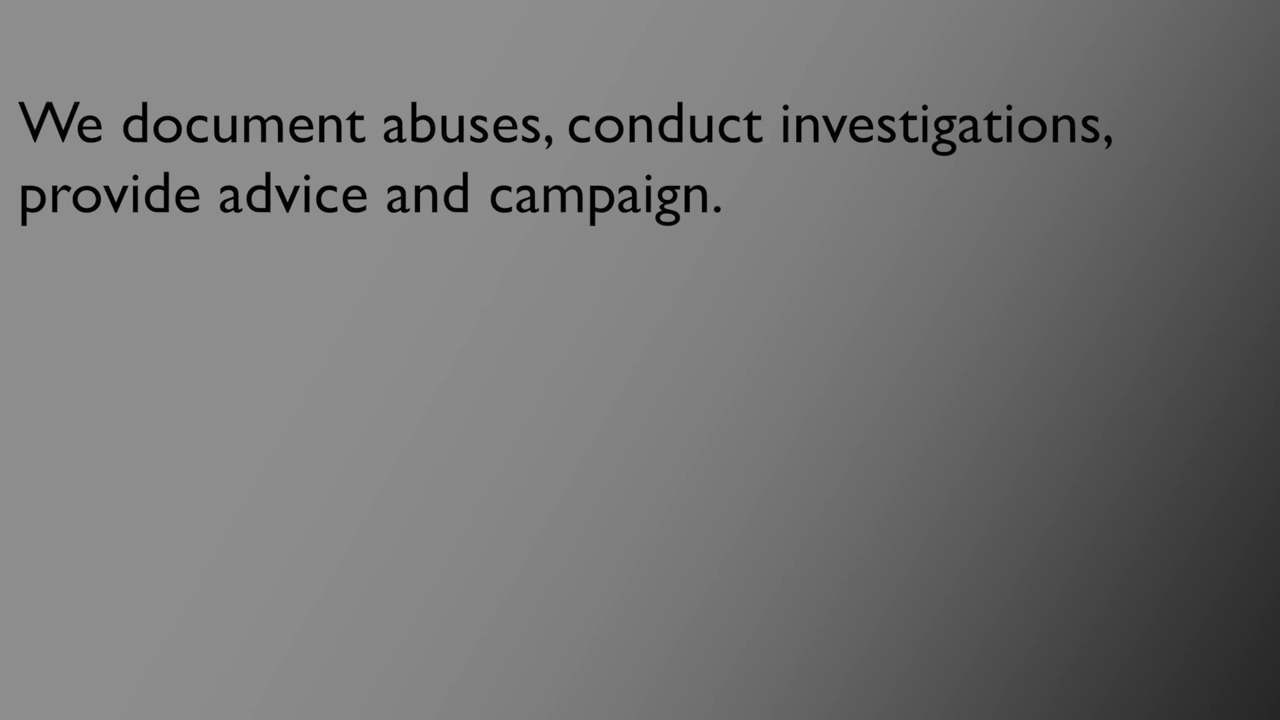 We document abuses, conduct investigations,
provide advice and campaign.